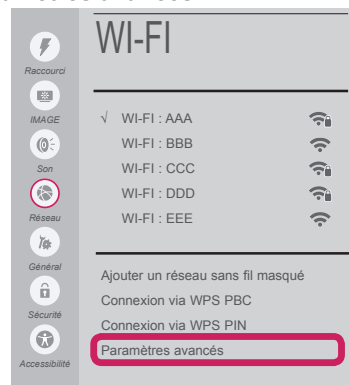 WI-FI
Raccourci
IMAGE
Son
Réseau
Général
Sécurité
Accessibilité
√ WI-FI : AAA
WI-FI : BBB
WI-FI : CCC
WI-FI : DDD
WI-FI : EEE
Ajouter un réseau sans fil masqué
Connexion via WPS PBC
Connexion via WPS PIN
Paramètres avancés